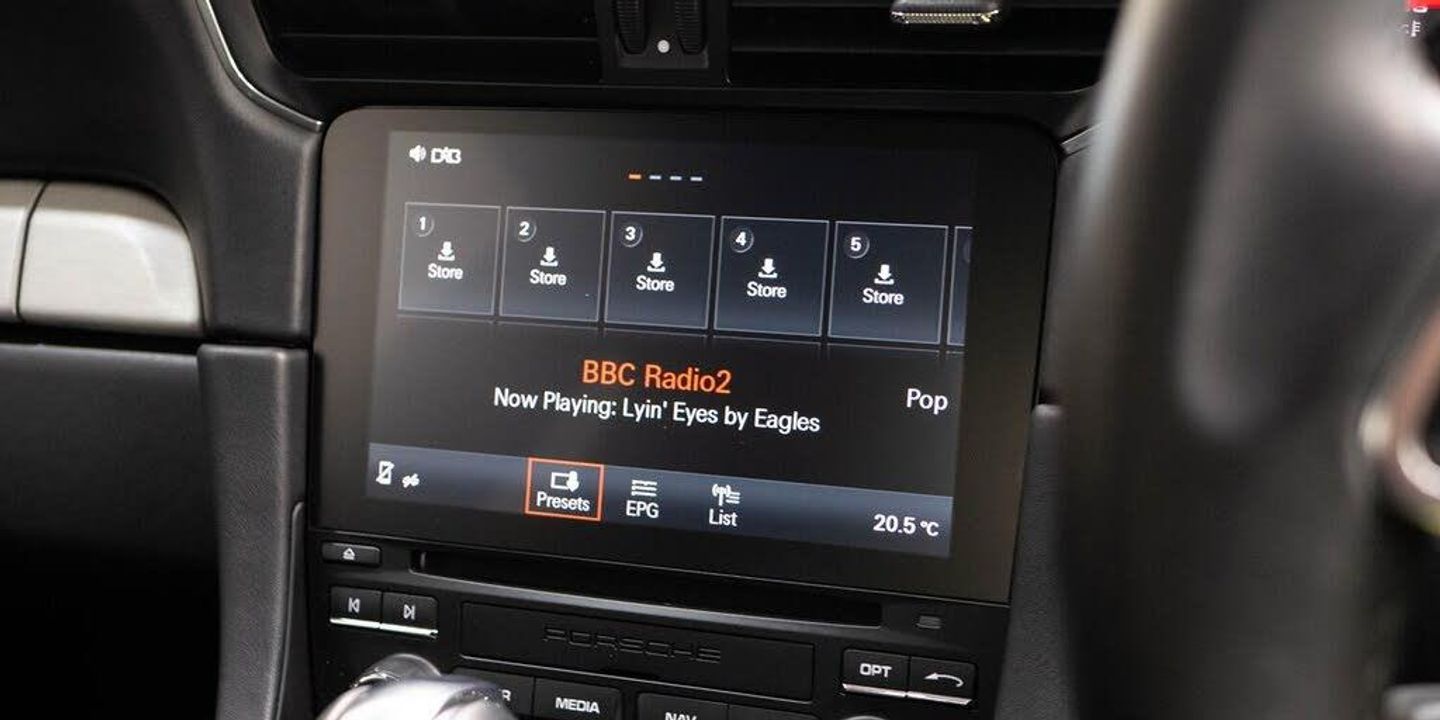 DAB
1
2
3
4
5
Store
Store
Store
Store
Store
BBC Radio2
Now Playing: Lyin' Eyes by Eagles
Pop
Presets
EPG
List
20.5 °C
PORSCHE
OPT
MEDIA
NAV